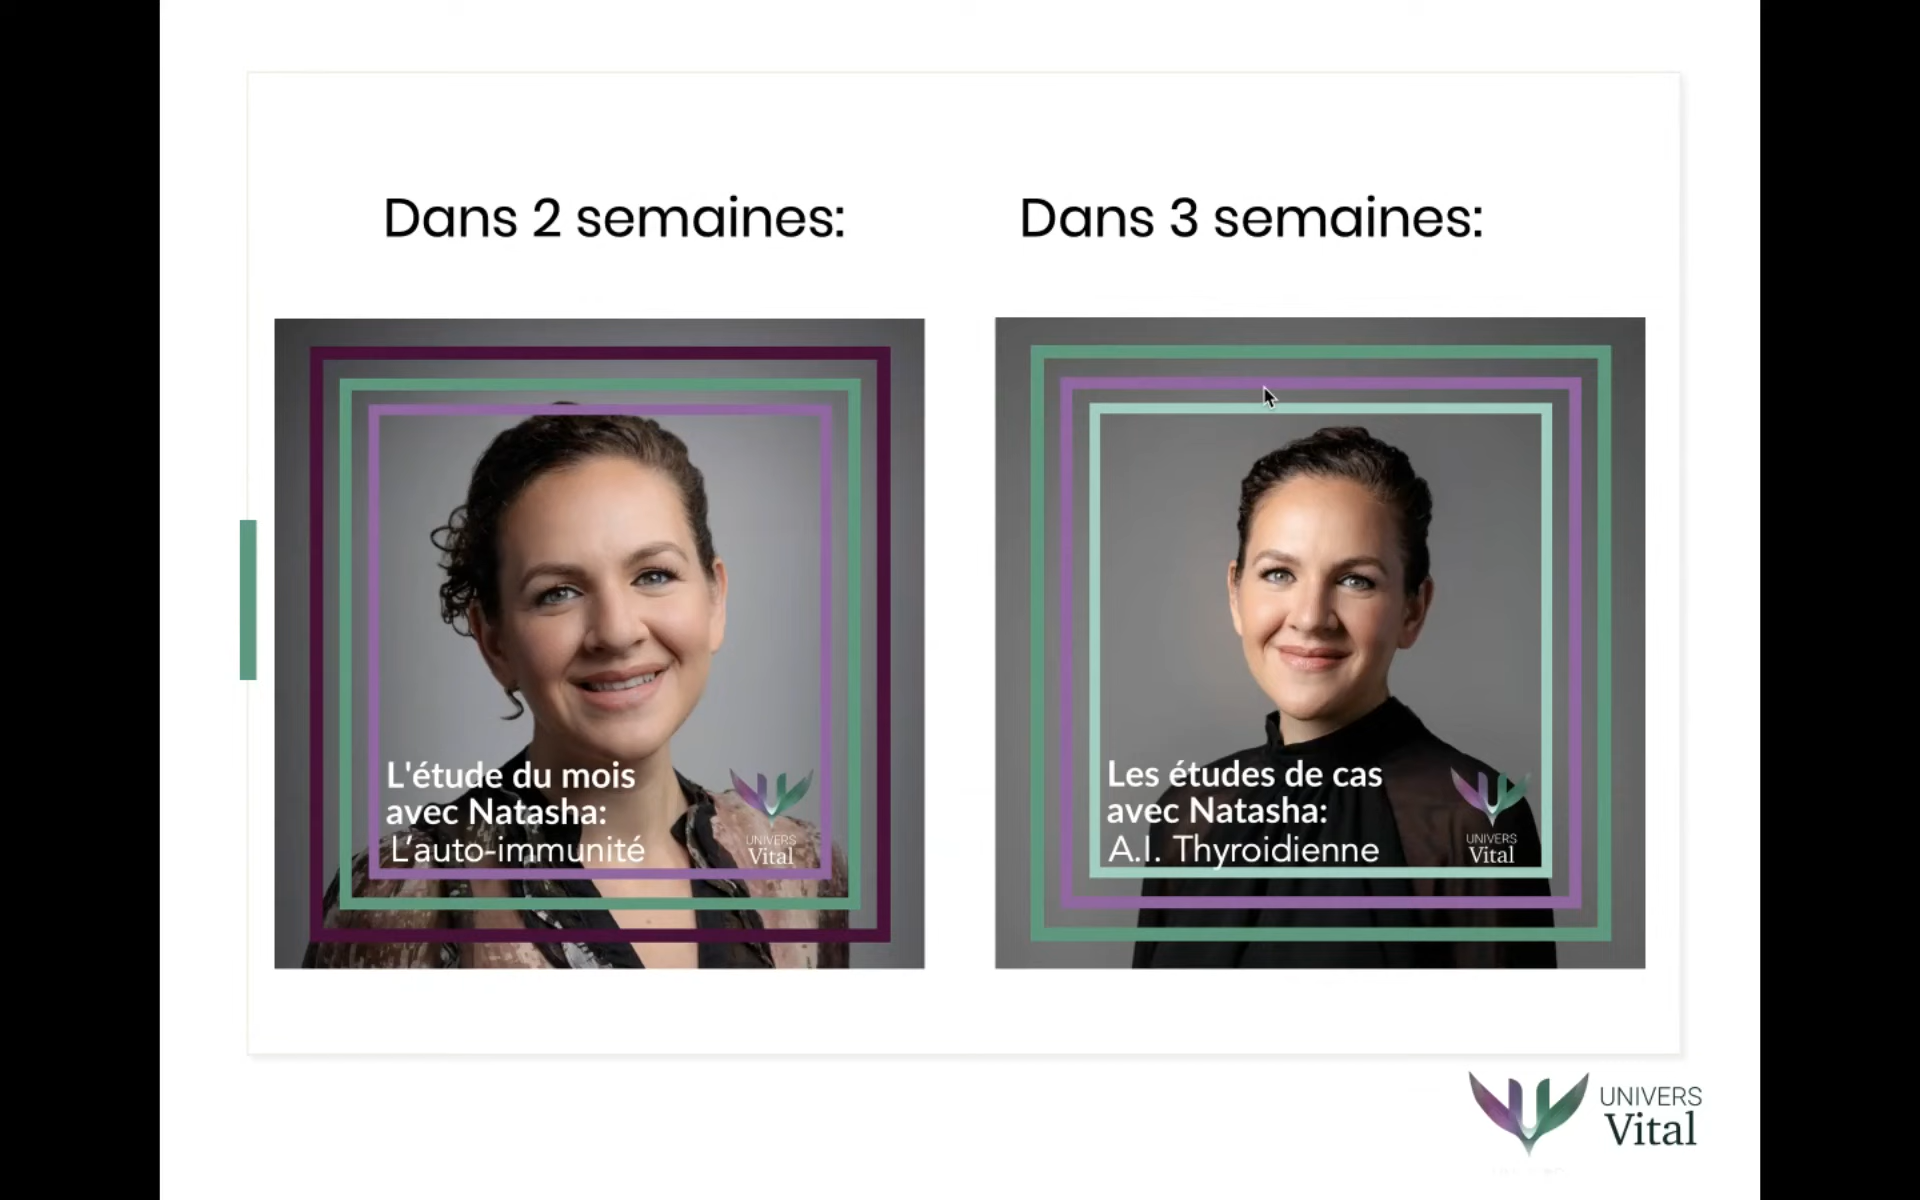 Dans 2 semaines:
Dans 3 semaines:
L'étude du mois
avec Natasha:
L'auto-immunité
UNIVERS
Vital
Les études de cas
avec Natasha:
A.I. Thyroidienne
UNIVERS
Vital
UNIVERS
Vital